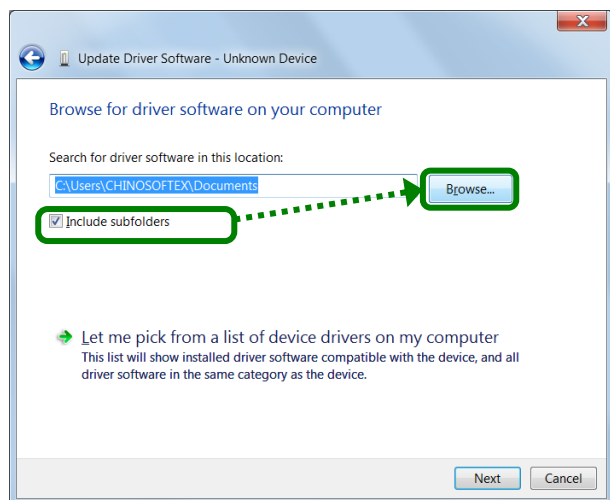 Update Driver Software - Unknown Device
Browse for driver software on your computer
Search for driver software in this location:
C:\Users\CHINOSOFTEX\Documents
Browse...
Include subfolders
Let me pick from a list of device drivers on my computer
This list will show installed driver software compatible with the device, and all
driver software in the same category as the device.
Next
Cancel